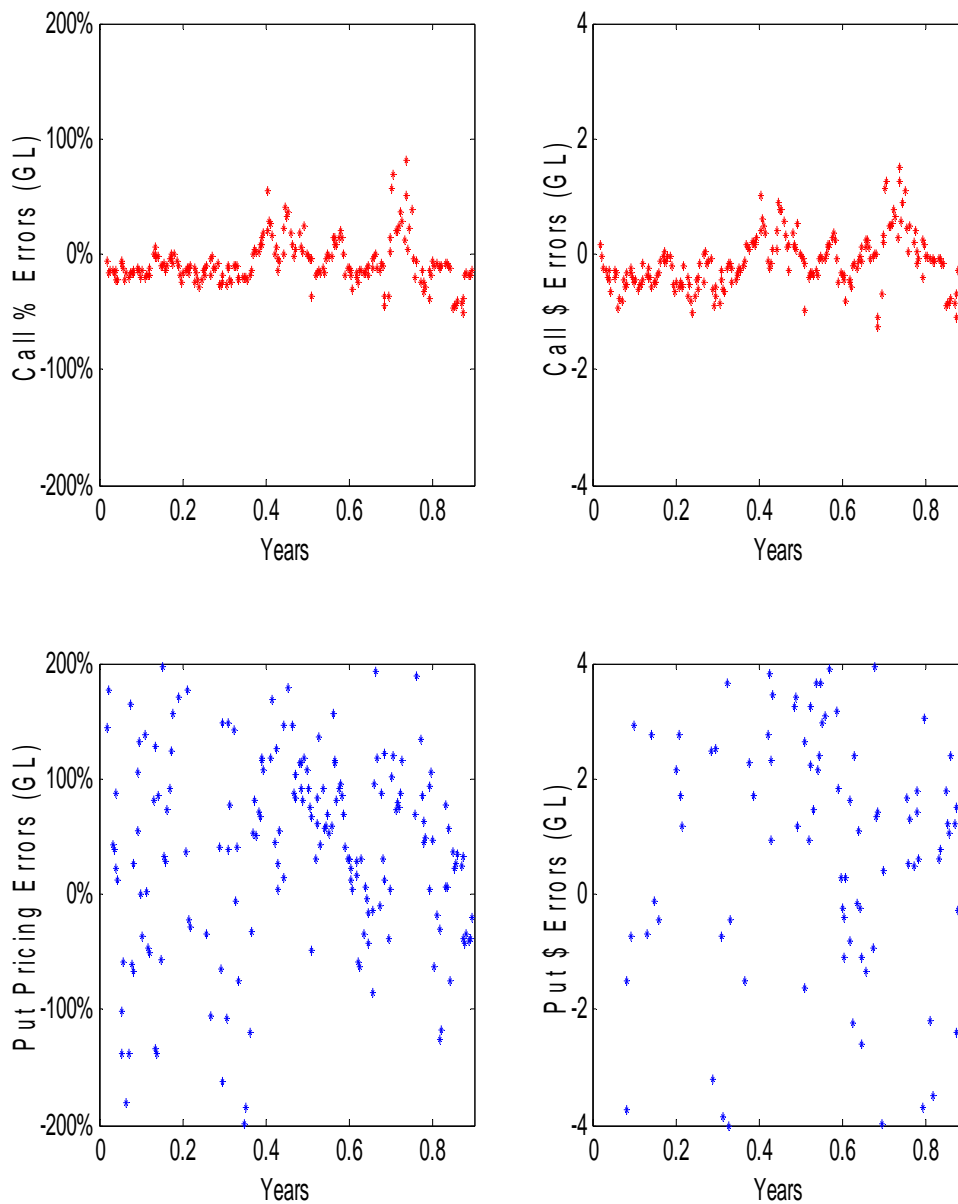 200%
100%
0%
-100%
-200%
Call % Errors (GL)
0 0.2 0.4 0.6 0.8
Years
4
2
0
-2
-4
Call $ Errors (GL)
0 0.2 0.4 0.6 0.8
Years
200%
100%
0%
-100%
-200%
Put Pricing Errors (GL)
0 0.2 0.4 0.6 0.8
Years
4
2
0
-2
-4
Put $ Errors (GL)
0 0.2 0.4 0.6 0.8
Years